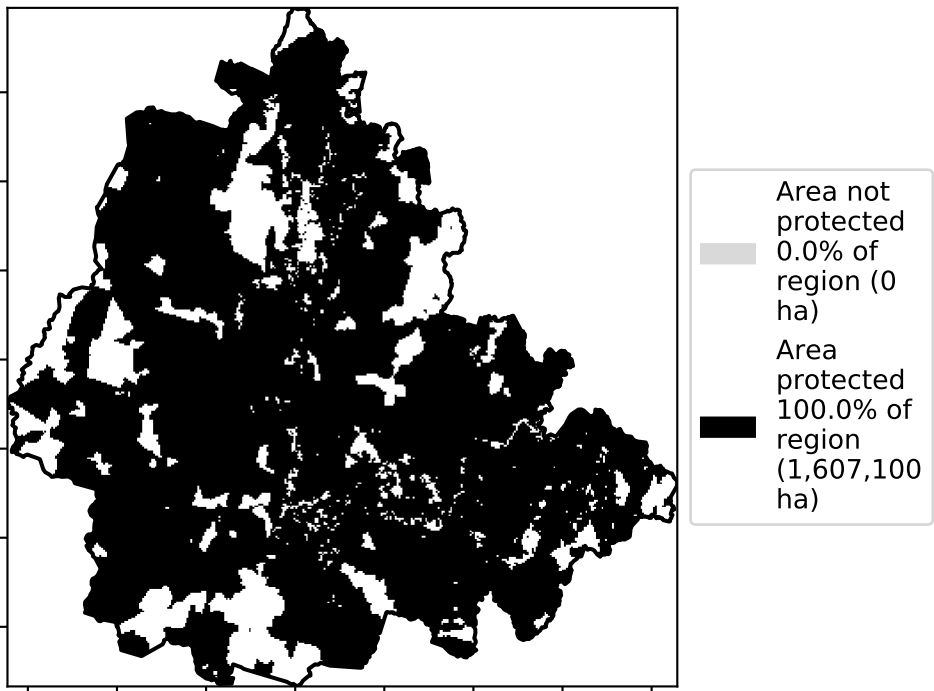 Area not
protected
0.0% of
region (0
ha)
Area
protected
100.0% of
region
(1,607,100
ha)